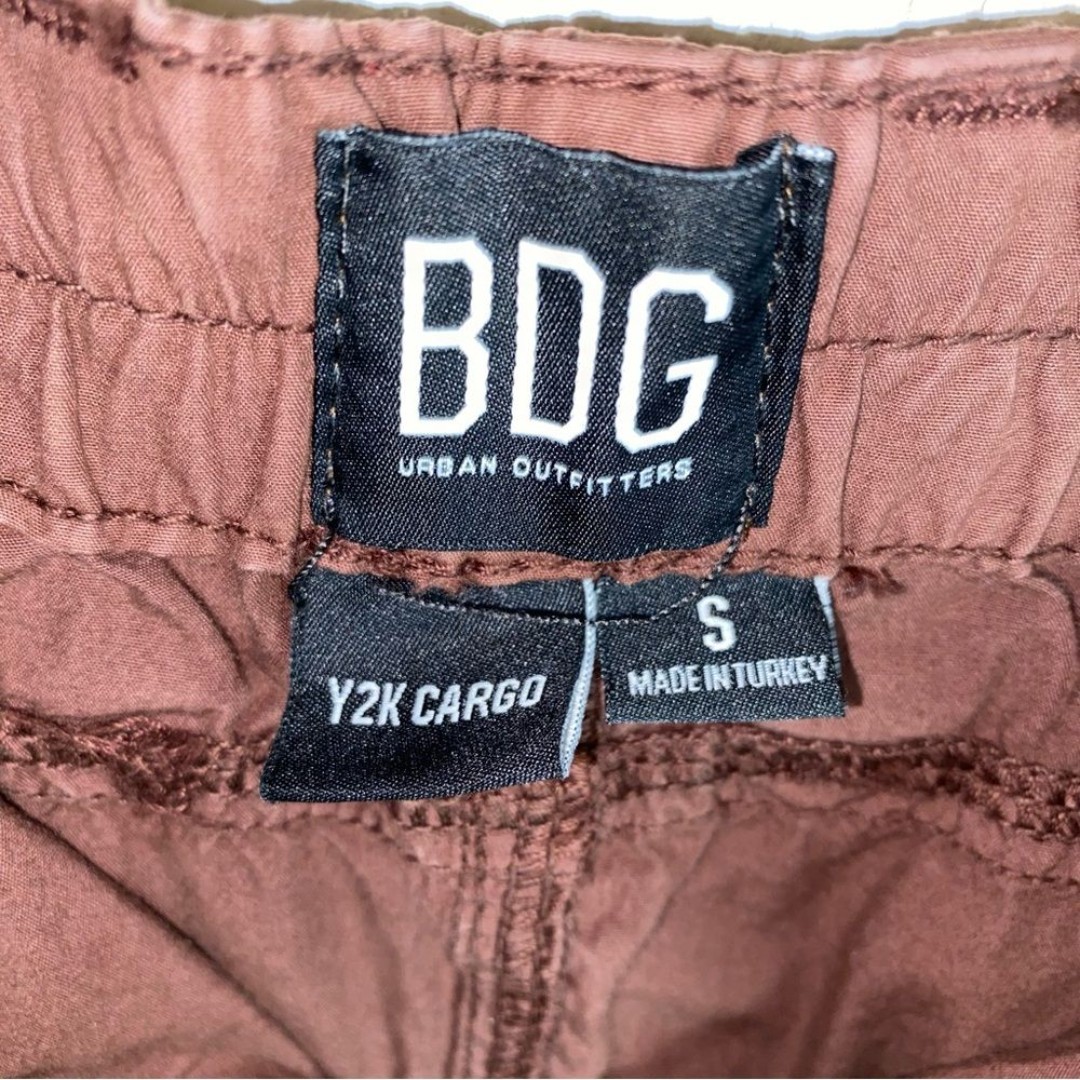 BDG
URBAN OUTFITTERS
Y2K CARGO
S
MADE IN TURKEY